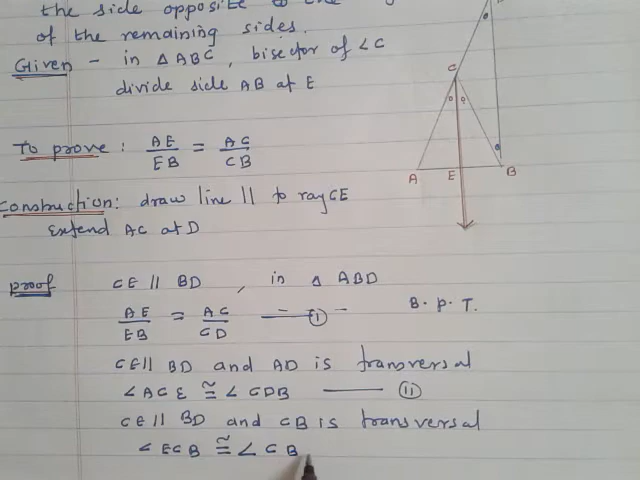 the side opposite to the
of the remaining sides.
Given - in △ ABC , bisector of ∠C
divide side AB at E
To prove : AE/EB = AC/CB
Construction: draw line || to ray CE
Extend AC at D
proof CE || BD , in △ ABD
AE/EB = AC/CD — (I) B. P. T.
CE || BD and AD is transversal
∠ACE ≅ ∠CDB — (II)
CE || BD and CB is transversal
∠ECB ≅ ∠CB
C
A E B